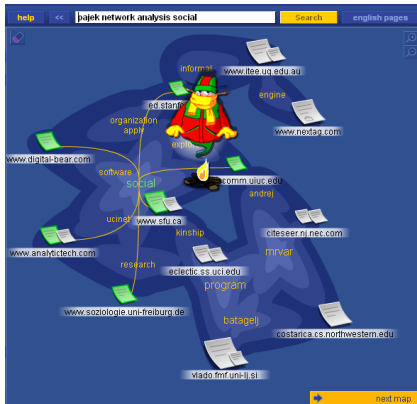 help
<<
pajek network analysis social
Search
english pages
informal
www.itee.uq.edu.au
ed.stanf
engine
organization
apply
www.nextag.com
explo
www.digital-bear.com
software
social
comm.uiuc.edu
andrej
www.sfu.ca
ucinet
citeseer.nj.nec.com
kinship
www.analytictech.com
eclectic.ss.uci.edu
mrvar
research
program
www.soziologie.uni-freiburg.de
batagelj
costarica.cs.northwestern.edu
vlado.fmf.uni-lj.si
next map